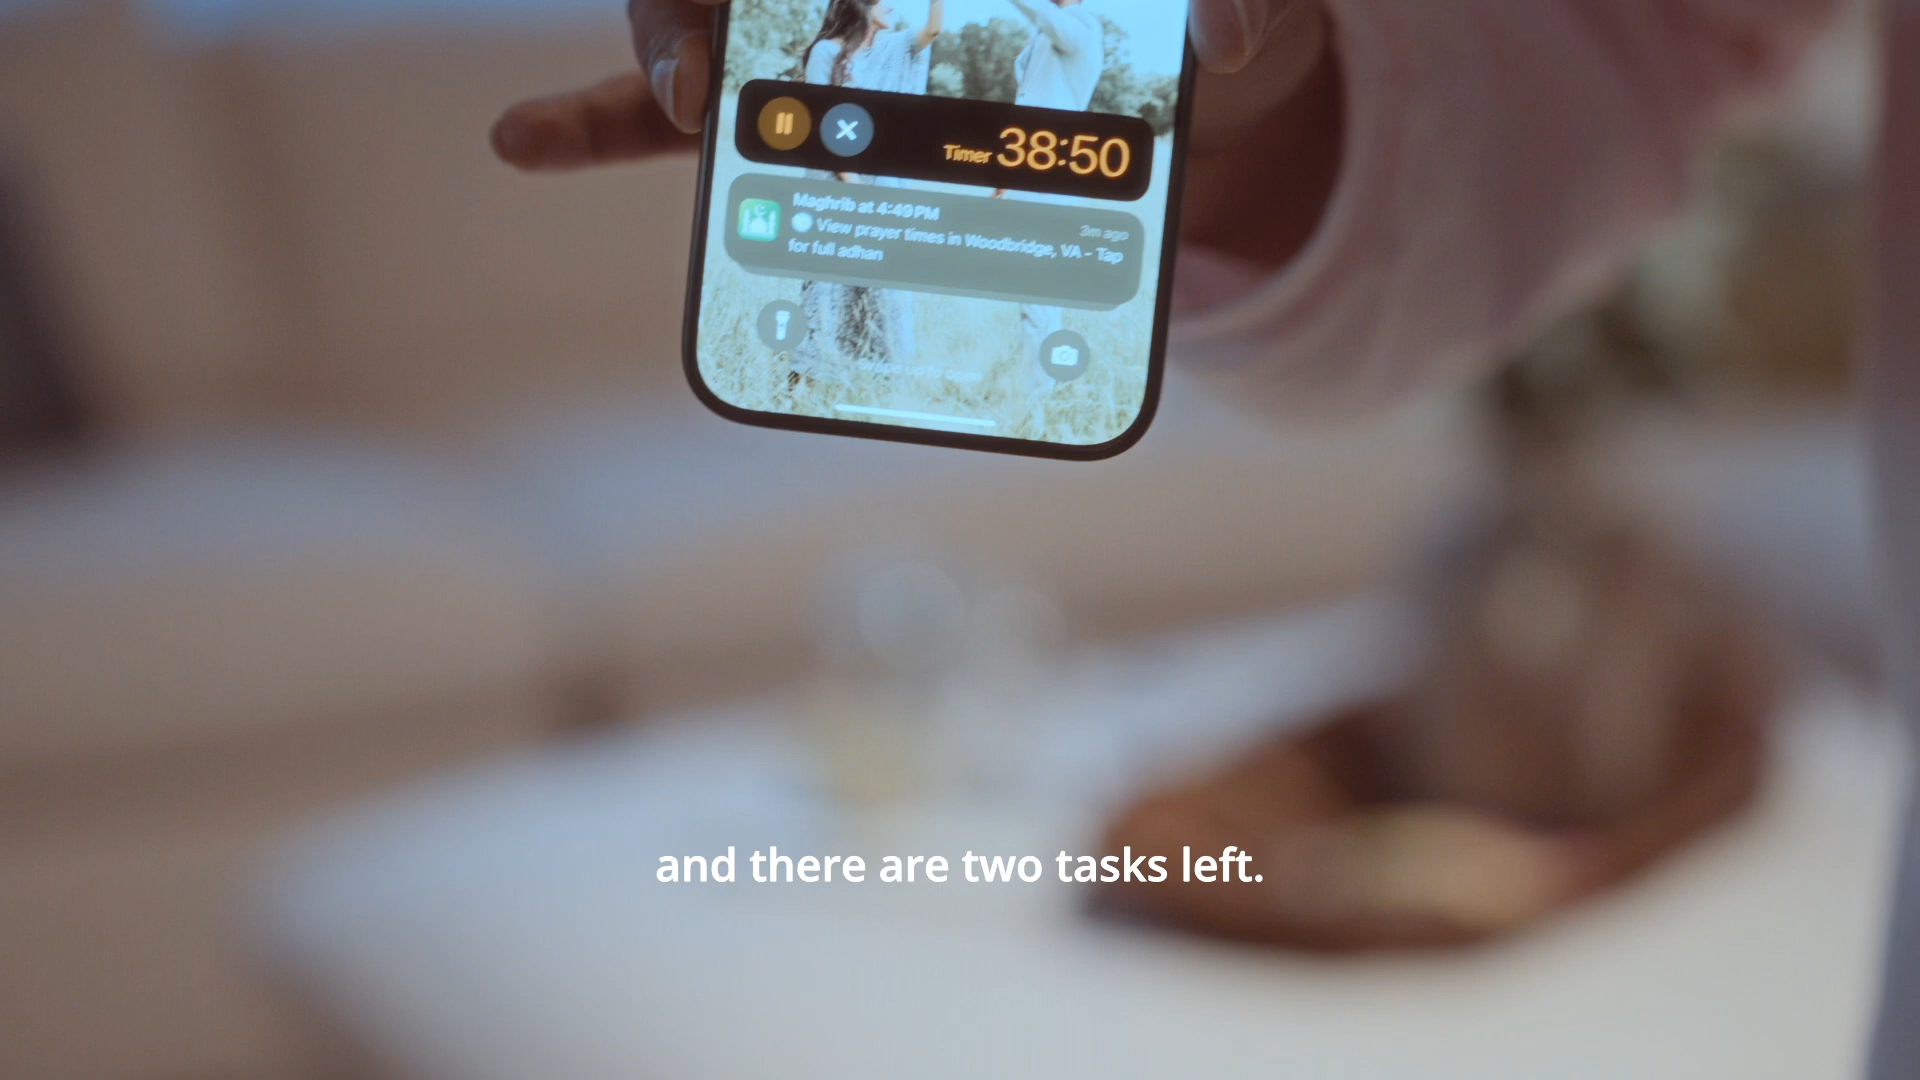 Timer 38:50
Maghrib at 4:49 PM
3m ago
View prayer times in Woodbridge, VA - Tap
for full adhan
and there are two tasks left.